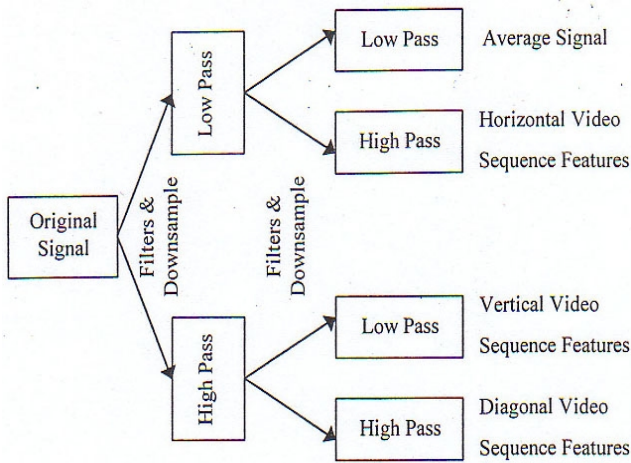 Original
Signal
Low Pass
High Pass
Filters &
Downsample
Filters &
Downsample
Low Pass
Average Signal
High Pass
Horizontal Video
Sequence Features
Low Pass
Vertical Video
Sequence Features
High Pass
Diagonal Video
Sequence Features